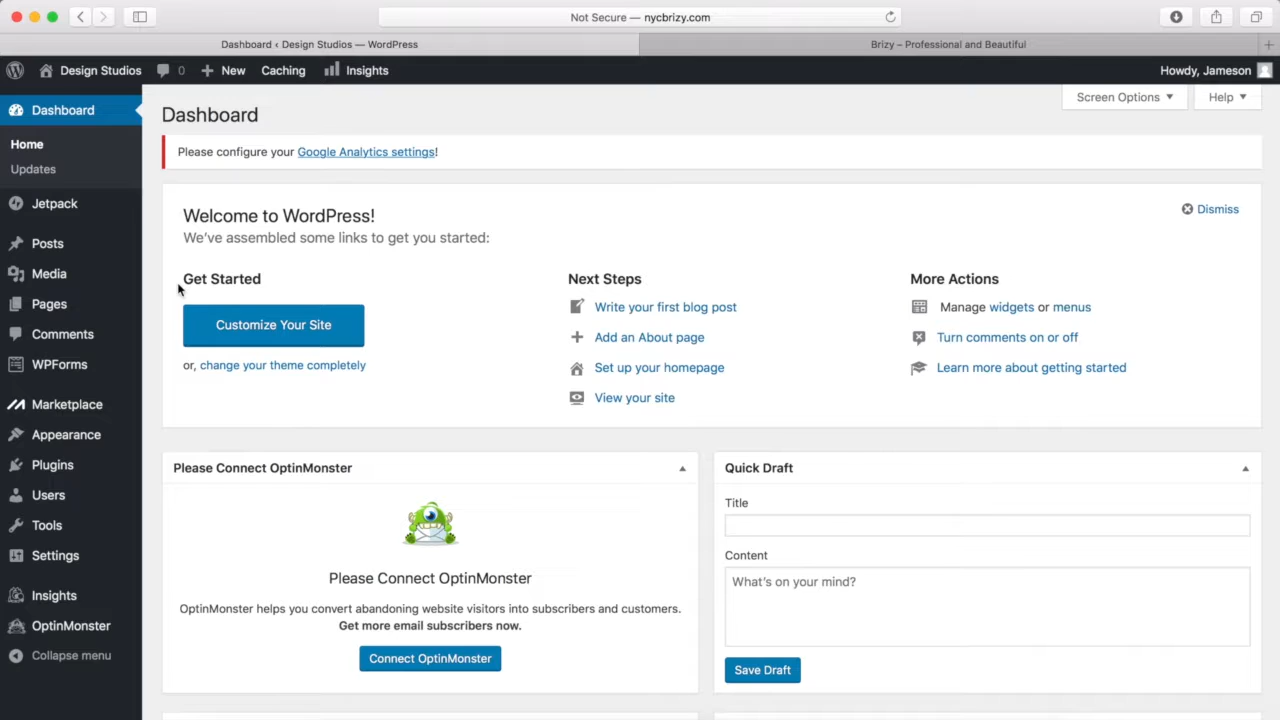 Not Secure — nycbrizy.com
Dashboard ‹ Design Studios — WordPress
Brizy – Professional and Beautiful
Design Studios 0 New Caching Insights Howdy, Jameson
Screen Options Help
Dashboard
Home
Updates
Jetpack
Posts
Media
Pages
Comments
WPForms
Marketplace
Appearance
Plugins
Users
Tools
Settings
Insights
OptinMonster
Collapse menu
Dashboard
Please configure your Google Analytics settings!
Welcome to WordPress!
Dismiss
We've assembled some links to get you started:
Get Started
Customize Your Site
or, change your theme completely
Next Steps
Write your first blog post
Add an About page
Set up your homepage
View your site
More Actions
Manage widgets or menus
Turn comments on or off
Learn more about getting started
Please Connect OptinMonster
Please Connect OptinMonster
OptinMonster helps you convert abandoning website visitors into subscribers and customers.
Get more email subscribers now.
Connect OptinMonster
Quick Draft
Title
Content
What's on your mind?
Save Draft